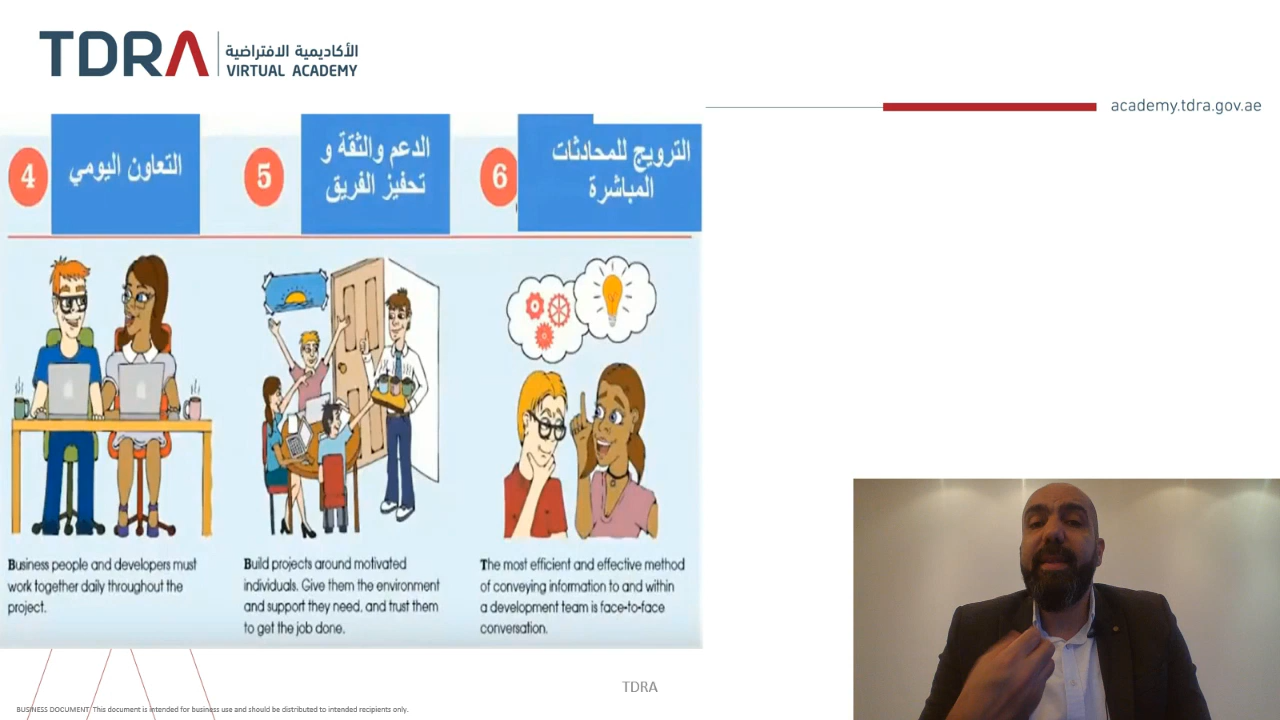 TDRA
الأكاديمية الافتراضية
VIRTUAL ACADEMY
academy.tdra.gov.ae
4
التعاون اليومي
5
الدعم والثقة و
تحفيز الفريق
6
الترويج للمحادثات
المباشرة
Business people and developers must
work together daily throughout the
project.
Build projects around motivated
individuals. Give them the environment
and support they need, and trust them
to get the job done.
The most efficient and effective method
of conveying information to and within
a development team is face-to-face
conversation.
TDRA
BUSINESS DOCUMENT This document is intended for business use and should be distributed to intended recipients only.